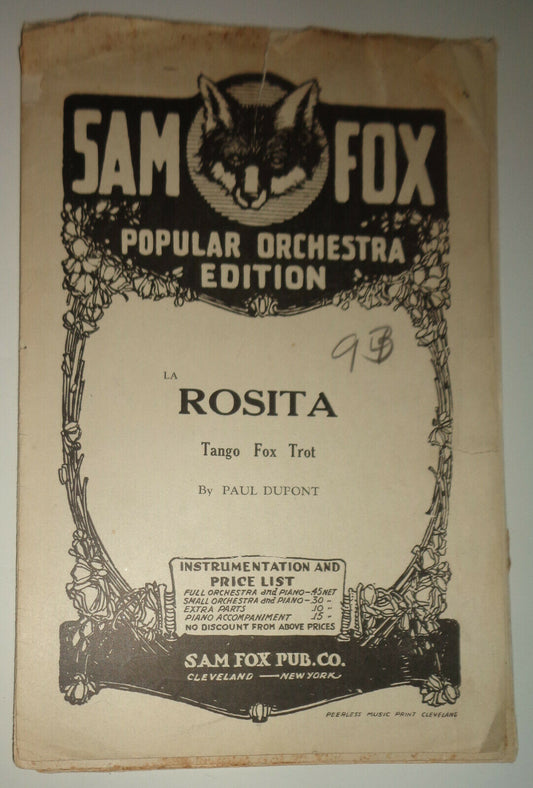 SAM FOX
POPULAR ORCHESTRA
EDITION
LA
ROSITA
Tango Fox Trot
By PAUL DUPONT
INSTRUMENTATION AND
PRICE LIST
FULL ORCHESTRA and PIANO—.45 NET
SMALL ORCHESTRA and PIANO—.30 "
EXTRA PARTS .10 "
PIANO ACCOMPANIMENT .15 "
NO DISCOUNT FROM ABOVE PRICES
SAM FOX PUB. CO.
CLEVELAND — NEW YORK
PEERLESS MUSIC PRINT CLEVELAND